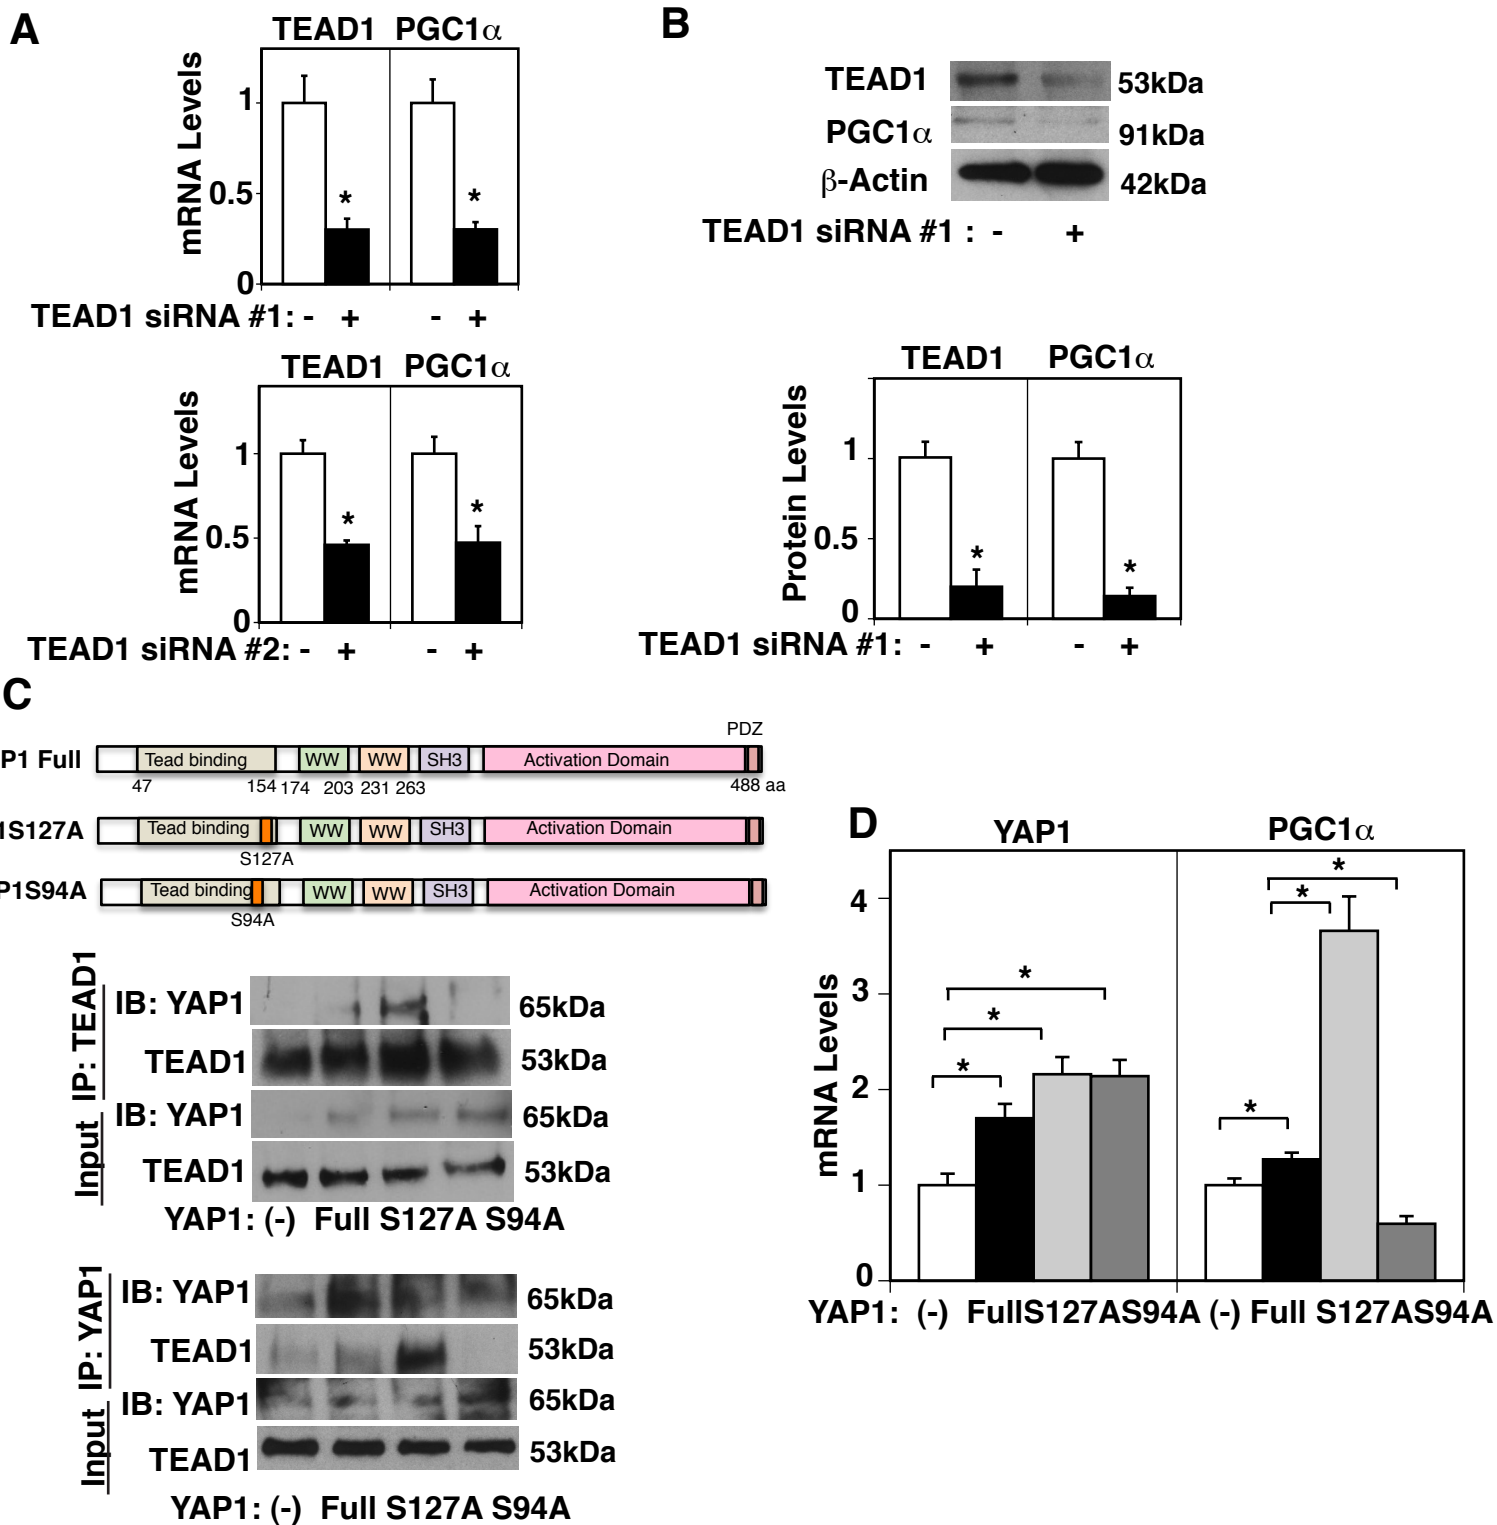 A
TEAD1 PGC1α
mRNA Levels
1
0.5
0
* *
TEAD1 siRNA #1: - + - +
TEAD1 PGC1α
mRNA Levels
1
0.5
0
* *
TEAD1 siRNA #2: - + - +
B
TEAD1 53kDa
PGC1α 91kDa
β-Actin 42kDa
TEAD1 siRNA #1 : - +
TEAD1 PGC1α
Protein Levels
1
0.5
0
* *
TEAD1 siRNA #1: - + - +
C
PDZ
P1 Full Tead binding WW WW SH3 Activation Domain
47 154 174 203 231 263 488 aa
1S127A Tead binding WW WW SH3 Activation Domain
S127A
P1S94A Tead binding WW WW SH3 Activation Domain
S94A
IP: TEAD1
IB: YAP1 65kDa
TEAD1 53kDa
Input
IB: YAP1 65kDa
TEAD1 53kDa
YAP1: (-) Full S127A S94A
IP: YAP1
IB: YAP1 65kDa
TEAD1 53kDa
Input
IB: YAP1 65kDa
TEAD1 53kDa
YAP1: (-) Full S127A S94A
D
YAP1 PGC1α
mRNA Levels
4
3
2
1
0
* * *
* * *
YAP1: (-) FullS127AS94A (-) Full S127AS94A